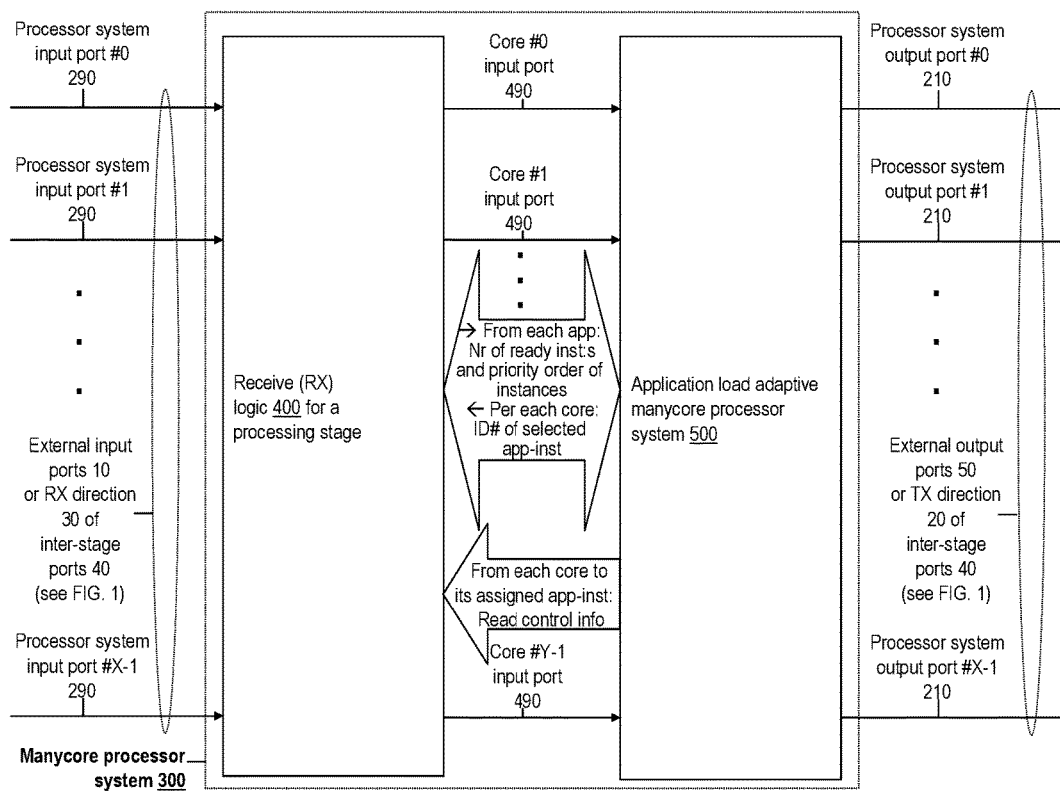 Processor system
input port #0
290
Core #0
input port
490
Processor system
output port #0
210
Processor system
input port #1
290
Core #1
input port
490
Processor system
output port #1
210
→ From each app:
Nr of ready inst:s
and priority order of
instances
← Per each core:
ID# of selected
app-inst
Receive (RX)
logic 400 for a
processing stage
Application load adaptive
manycore processor
system 500
External input
ports 10
or RX direction
30 of
inter-stage
ports 40
(see FIG. 1)
External output
ports 50
or TX direction
20 of
inter-stage
ports 40
(see FIG. 1)
From each core to
its assigned app-inst:
Read control info
Processor system
input port #X-1
290
Core #Y-1
input port
490
Processor system
output port #X-1
210
Manycore processor
system 300